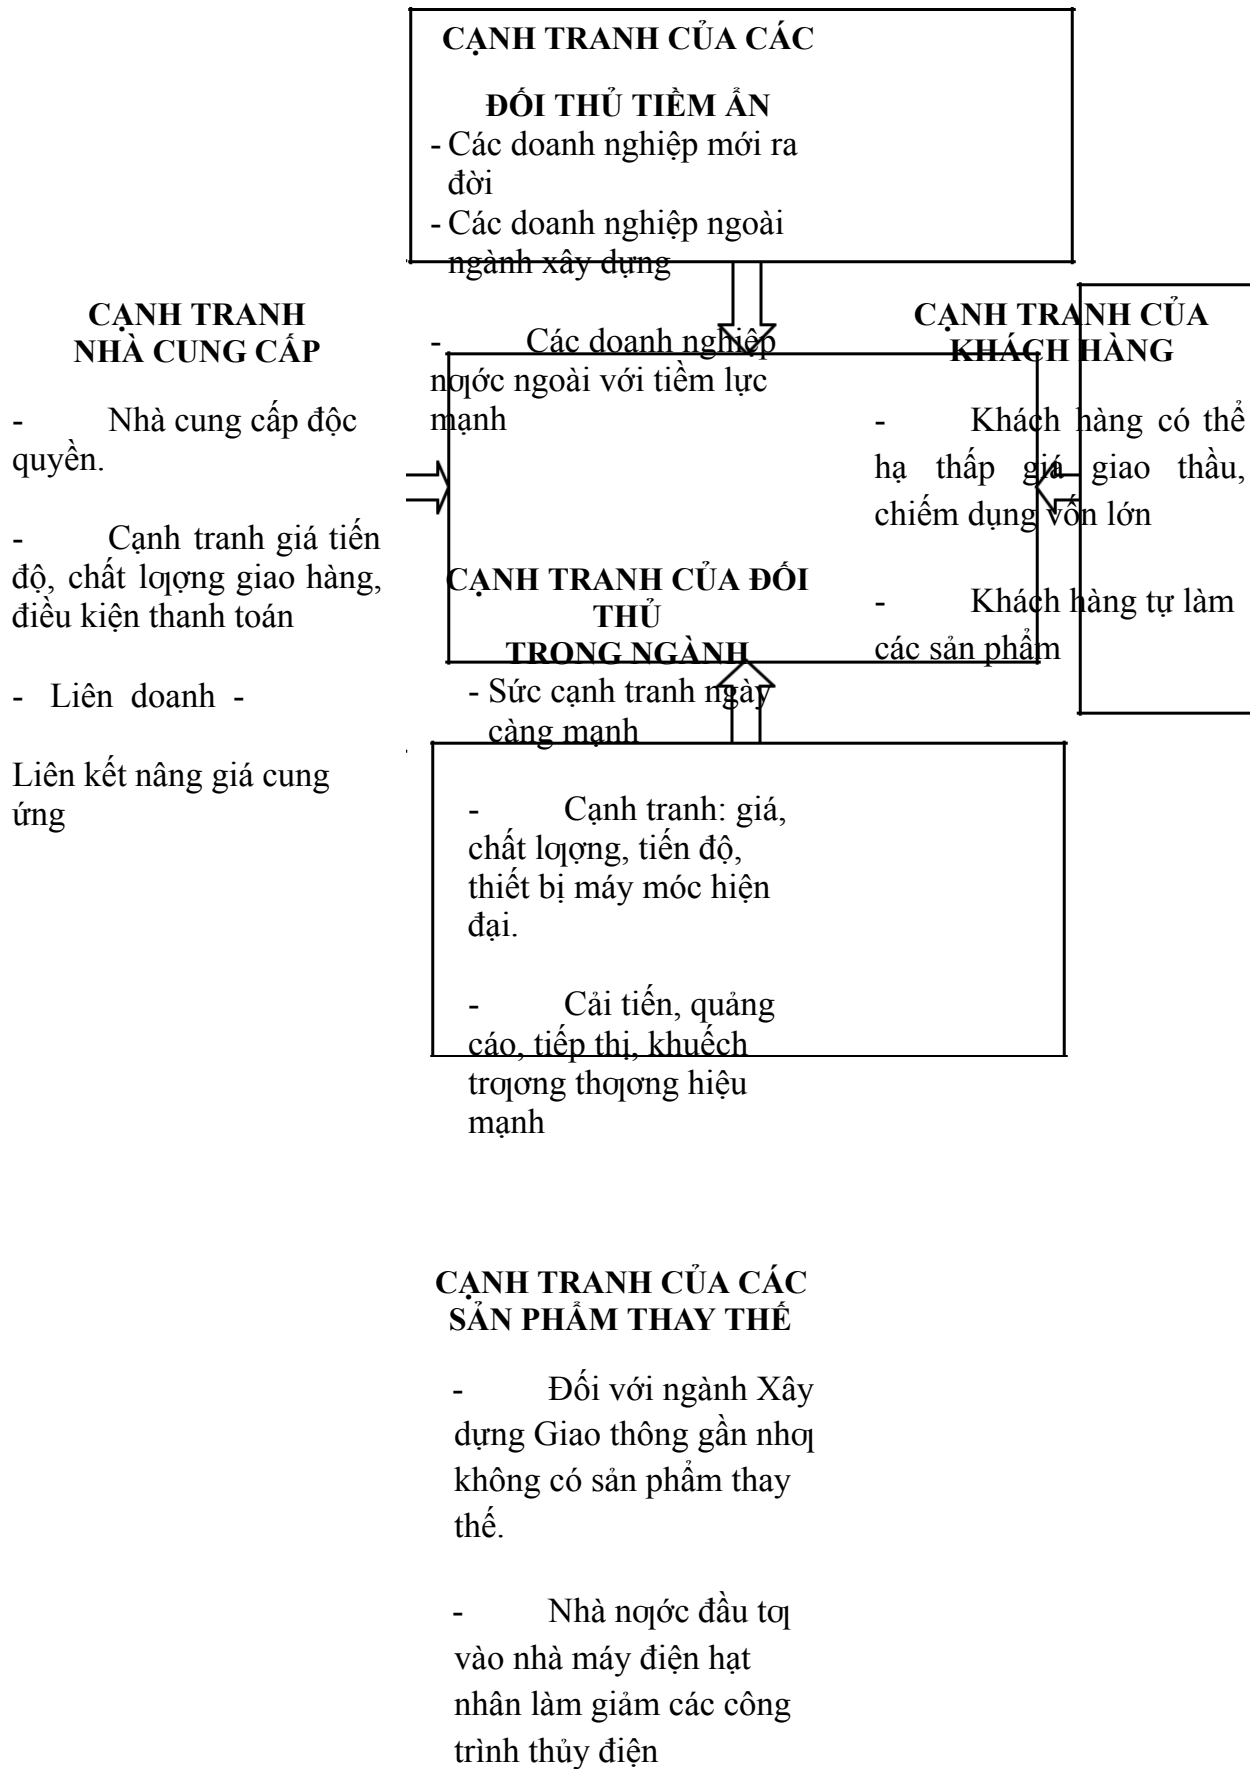 CẠNH TRANH CỦA CÁC
ĐỐI THỦ TIỀM ẨN
- Các doanh nghiệp mới ra
đời
- Các doanh nghiệp ngoài
ngành xây dựng
- Các doanh nghiệp
nƣớc ngoài với tiềm lực
mạnh
CẠNH TRANH
NHÀ CUNG CẤP
- Nhà cung cấp độc
quyền.
- Cạnh tranh giá tiến
độ, chất lƣợng giao hàng,
điều kiện thanh toán
- Liên doanh -
Liên kết nâng giá cung
ứng
CẠNH TRANH CỦA
KHÁCH HÀNG
- Khách hàng có thể
hạ thấp giá giao thầu,
chiếm dụng vốn lớn
- Khách hàng tự làm
các sản phẩm
CẠNH TRANH CỦA ĐỐI
THỦ
TRONG NGÀNH
- Sức cạnh tranh ngày
càng mạnh
- Cạnh tranh: giá,
chất lƣợng, tiến độ,
thiết bị máy móc hiện
đại.
- Cải tiến, quảng
cáo, tiếp thị, khuếch
trƣơng thƣơng hiệu
mạnh
CẠNH TRANH CỦA CÁC
SẢN PHẨM THAY THẾ
- Đối với ngành Xây
dựng Giao thông gần nhƣ
không có sản phẩm thay
thế.
- Nhà nƣớc đầu tƣ
vào nhà máy điện hạt
nhân làm giảm các công
trình thủy điện